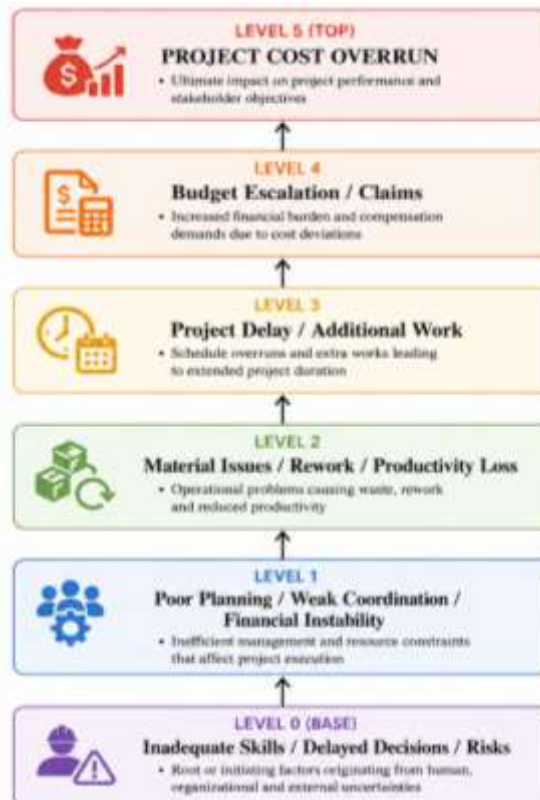 LEVEL 5 (TOP)
PROJECT COST OVERRUN
• Ultimate impact on project performance and
stakeholder objectives
LEVEL 4
Budget Escalation / Claims
• Increased financial burden and compensation
demands due to cost deviations
LEVEL 3
Project Delay / Additional Work
• Schedule overruns and extra works leading
to extended project duration
LEVEL 2
Material Issues / Rework / Productivity Loss
• Operational problems causing waste, rework
and reduced productivity
LEVEL 1
Poor Planning / Weak Coordination /
Financial Instability
• Inefficient management and resource constraints
that affect project execution
LEVEL 0 (BASE)
Inadequate Skills / Delayed Decisions / Risks
• Root or initiating factors originating from human,
organizational and external uncertainties